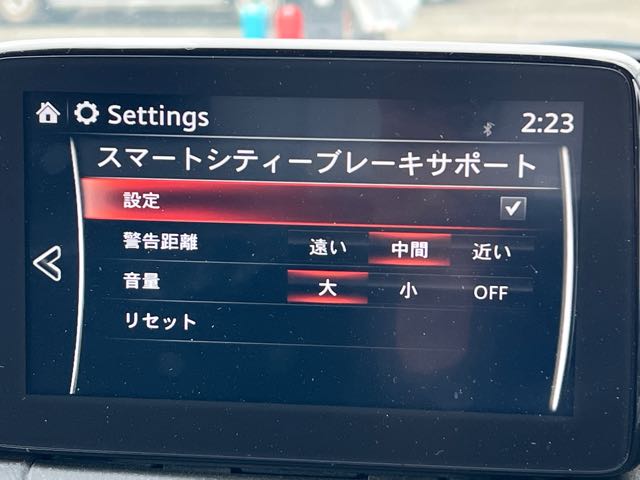 Settings 2:23
スマートシティーブレーキサポート
設定
警告距離 遠い 中間 近い
音量 大 小 OFF
リセット